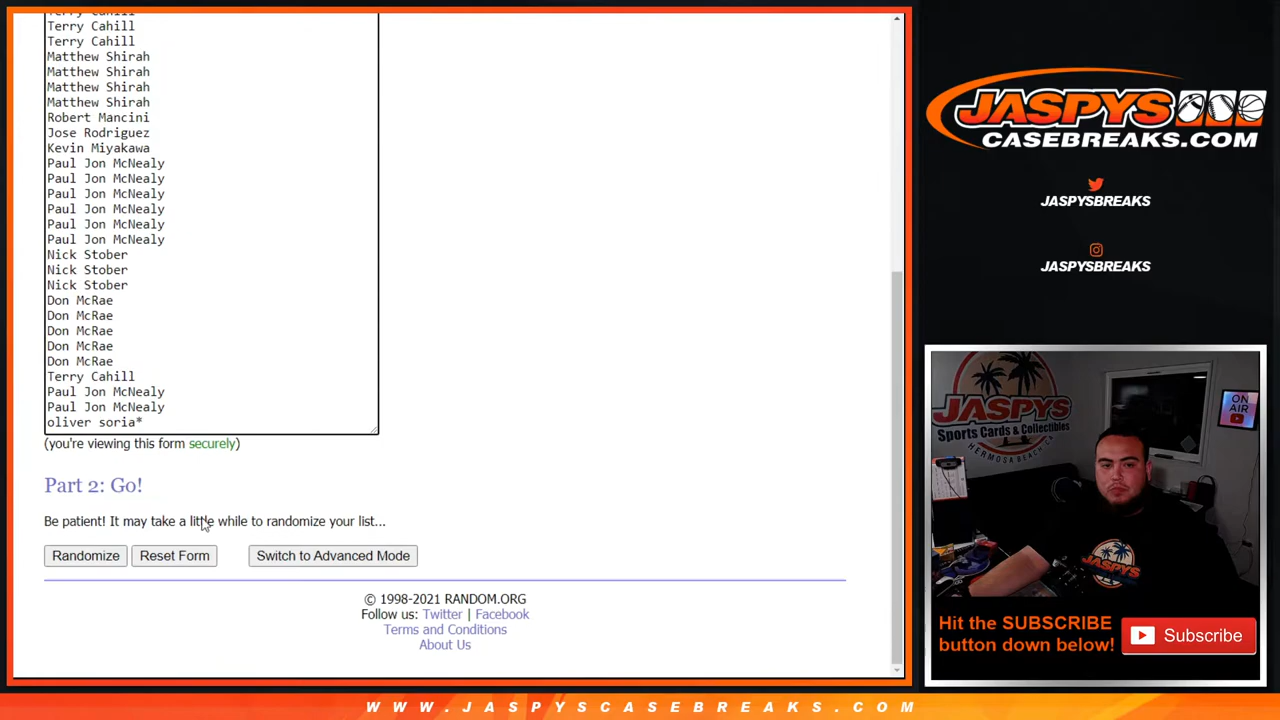 Terry Cahill
Terry Cahill
Matthew Shirah
Matthew Shirah
Matthew Shirah
Matthew Shirah
Robert Mancini
Jose Rodriguez
Kevin Miyakawa
Paul Jon McNealy
Paul Jon McNealy
Paul Jon McNealy
Paul Jon McNealy
Paul Jon McNealy
Paul Jon McNealy
Nick Stober
Nick Stober
Nick Stober
Don McRae
Don McRae
Don McRae
Don McRae
Don McRae
Terry Cahill
Paul Jon McNealy
Paul Jon McNealy
oliver soria*
(you're viewing this form securely)
Part 2: Go!
Be patient! It may take a little while to randomize your list...
Randomize Reset Form Switch to Advanced Mode
© 1998-2021 RANDOM.ORG
Follow us: Twitter | Facebook
Terms and Conditions
About Us
JASPYS
CASEBREAKS.COM
JASPYSBREAKS
JASPYSBREAKS
JASPYS
Sports Cards & Collectibles
HERMOSA BEACH CA
ON
AIR
JASPYS
Hit the SUBSCRIBE
button down below!
Subscribe
WWW.JASPYSCASEBREAKS.COM